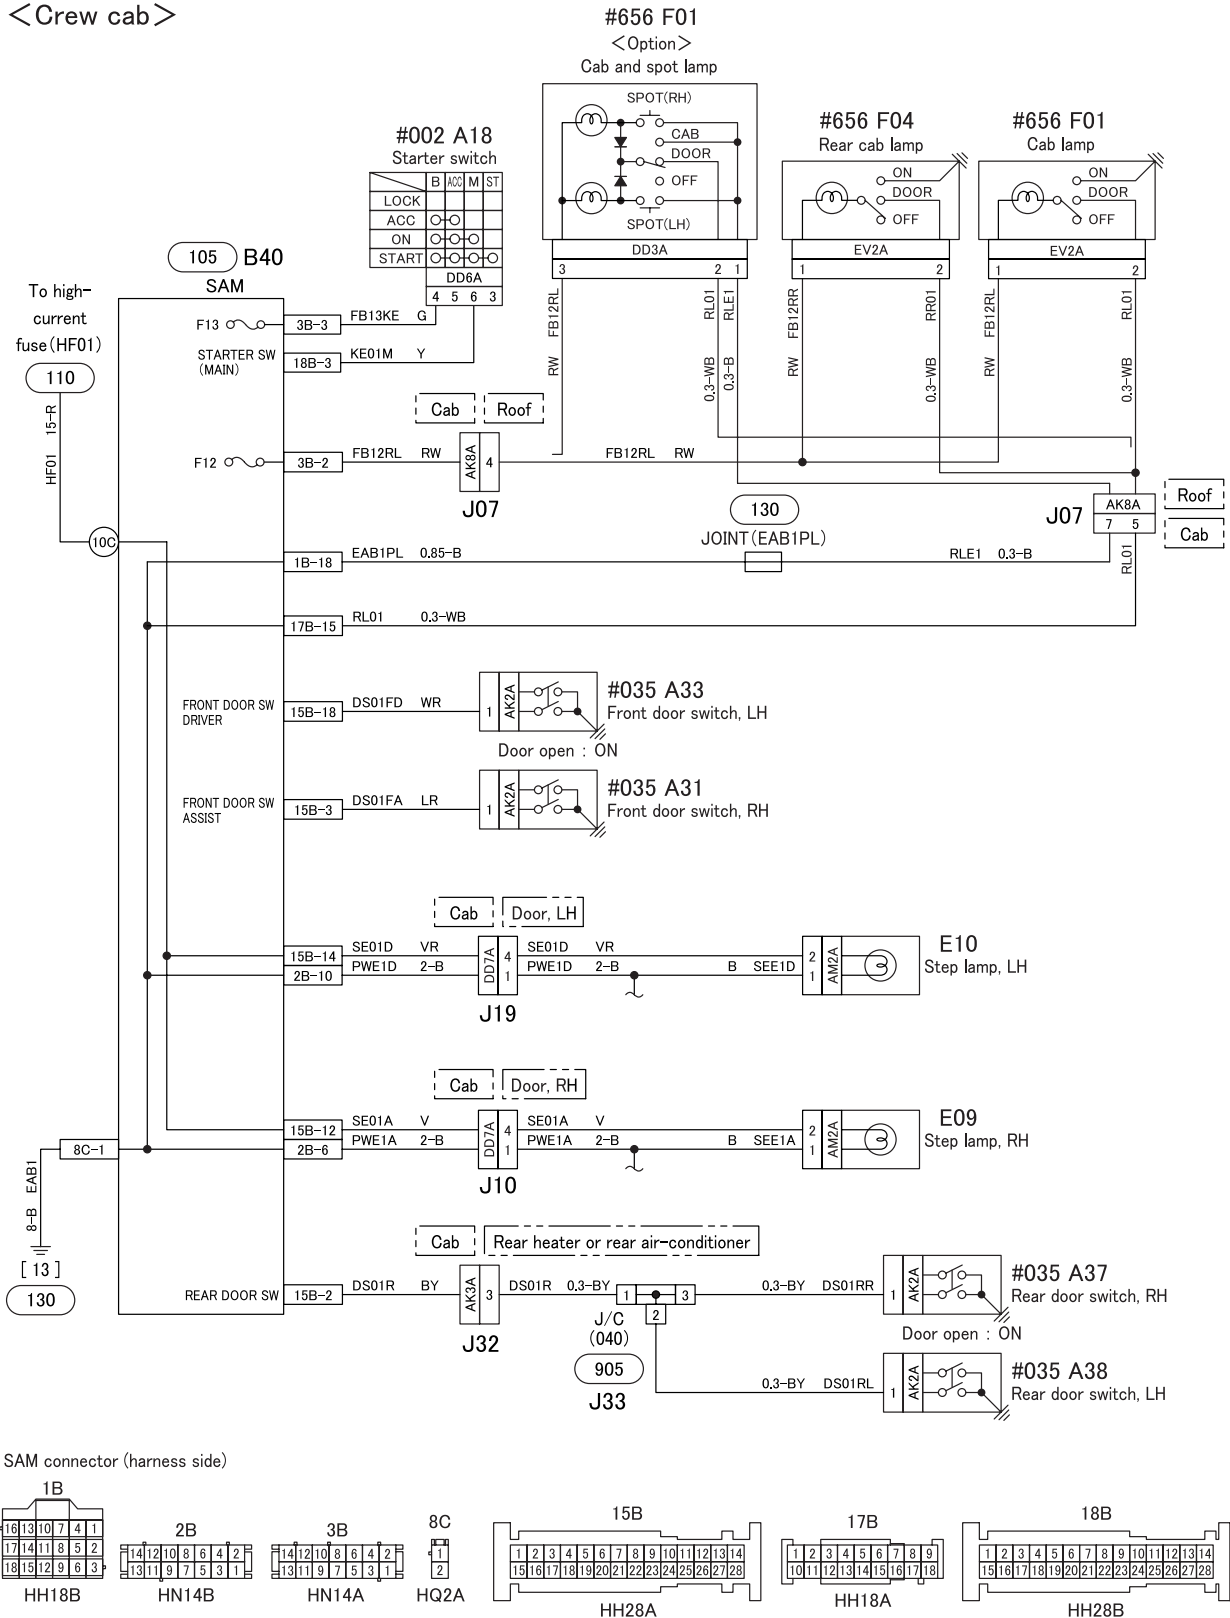 <Crew cab>
#656 F01
<Option>
Cab and spot lamp
SPOT(RH)
CAB
DOOR
OFF
SPOT(LH)
DD3A
3 2 1
#656 F04
Rear cab lamp
ON
DOOR
OFF
EV2A
1 2
#656 F01
Cab lamp
ON
DOOR
OFF
EV2A
1 2
#002 A18
Starter switch
B ACC M ST
LOCK
ACC
ON
START
DD6A
4 5 6 3
105 B40
SAM
To high-
current
fuse(HF01)
110
15-R
HF01
10C
F13 3B-3 FB13KE G
STARTER SW
(MAIN)
18B-3 KE01M Y
FB12RL
RW
RL01
0.3-WB
RLE1
0.3-B
FB12RR
RW
RR01
0.3-WB
FB12RL
RW
RL01
0.3-WB
Cab Roof
F12 3B-2 FB12RL RW AK8A 4 FB12RL RW
J07
130
JOINT(EAB1PL)
J07
AK8A
7 5
Roof
Cab
RL01
1B-18 EAB1PL 0.85-B RLE1 0.3-B
17B-15 RL01 0.3-WB
FRONT DOOR SW
DRIVER
15B-18 DS01FD WR 1 AK2A
#035 A33
Front door switch, LH
Door open : ON
FRONT DOOR SW
ASSIST
15B-3 DS01FA LR 1 AK2A
#035 A31
Front door switch, RH
Cab Door, LH
15B-14 SE01D VR DD7A 4 SE01D VR 2 AM2A
2B-10 PWE1D 2-B 1 PWE1D 2-B B SEE1D 1
J19
E10
Step lamp, LH
Cab Door, RH
15B-12 SE01A V DD7A 4 SE01A V 2 AM2A
2B-6 PWE1A 2-B 1 PWE1A 2-B B SEE1A 1
J10
E09
Step lamp, RH
8C-1
EAB1
8-B
[13]
130
Cab Rear heater or rear air-conditioner
REAR DOOR SW 15B-2 DS01R BY AK3A 3 DS01R 0.3-BY 1 3 0.3-BY DS01RR 1 AK2A
2
J32
J/C
(040)
905
J33
#035 A37
Rear door switch, RH
Door open : ON
0.3-BY DS01RL 1 AK2A
#035 A38
Rear door switch, LH
SAM connector (harness side)
1B
16 13 10 7 4 1
17 14 11 8 5 2
18 15 12 9 6 3
HH18B
2B
14 12 10 8 6 4 2
13 11 9 7 5 3 1
HN14B
3B
14 12 10 8 6 4 2
13 11 9 7 5 3 1
HN14A
8C
1
2
HQ2A
15B
1 2 3 4 5 6 7 8 9 10 11 12 13 14
15 16 17 18 19 20 21 22 23 24 25 26 27 28
HH28A
17B
1 2 3 4 5 6 7 8 9
10 11 12 13 14 15 16 17 18
HH18A
18B
1 2 3 4 5 6 7 8 9 10 11 12 13 14
15 16 17 18 19 20 21 22 23 24 25 26 27 28
HH28B